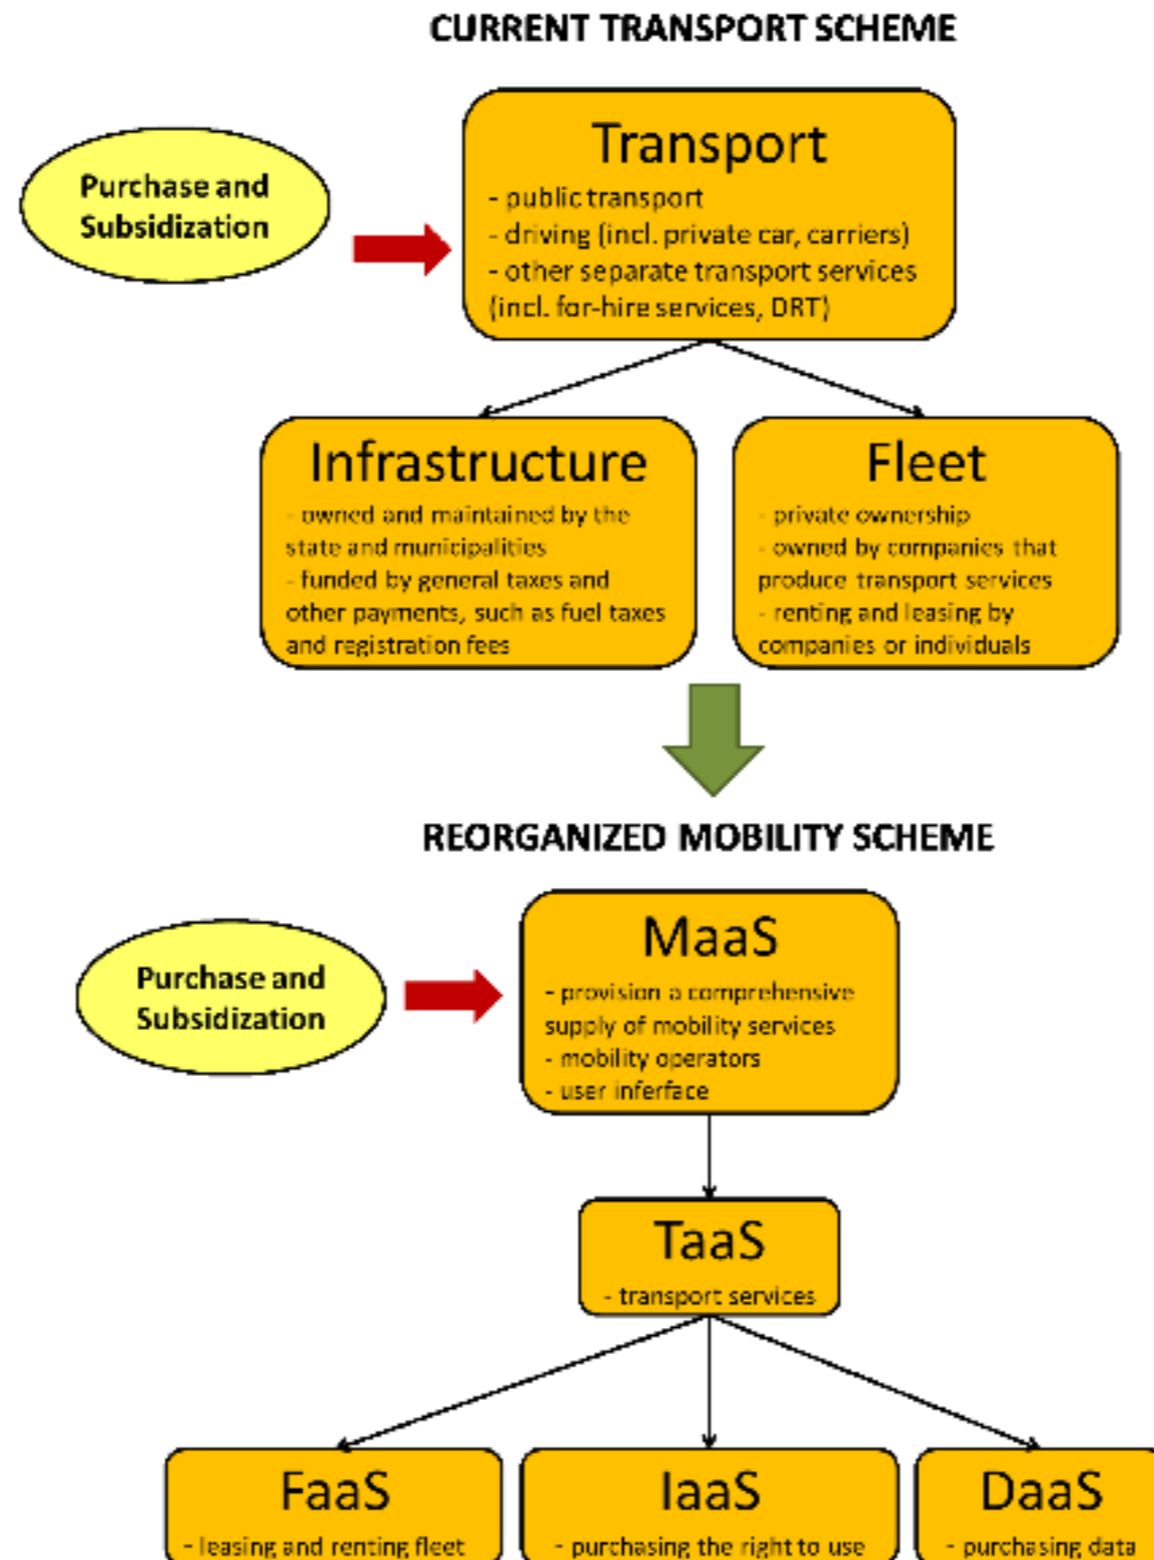 CURRENT TRANSPORT SCHEME
Purchase and
Subsidization
Transport
- public transport
- driving (incl. private car, carriers)
- other separate transport services
(incl. for-hire services, DRT)
Infrastructure
- owned and maintained by the
state and municipalities
- funded by general taxes and
other payments, such as fuel taxes
and registration fees
Fleet
- private ownership
- owned by companies that
produce transport services
- renting and leasing by
companies or individuals
REORGANIZED MOBILITY SCHEME
Purchase and
Subsidization
MaaS
- provision a comprehensive
supply of mobility services
- mobility operators
- user inferface
TaaS
- transport services
FaaS
- leasing and renting fleet
IaaS
- purchasing the right to use
DaaS
- purchasing data